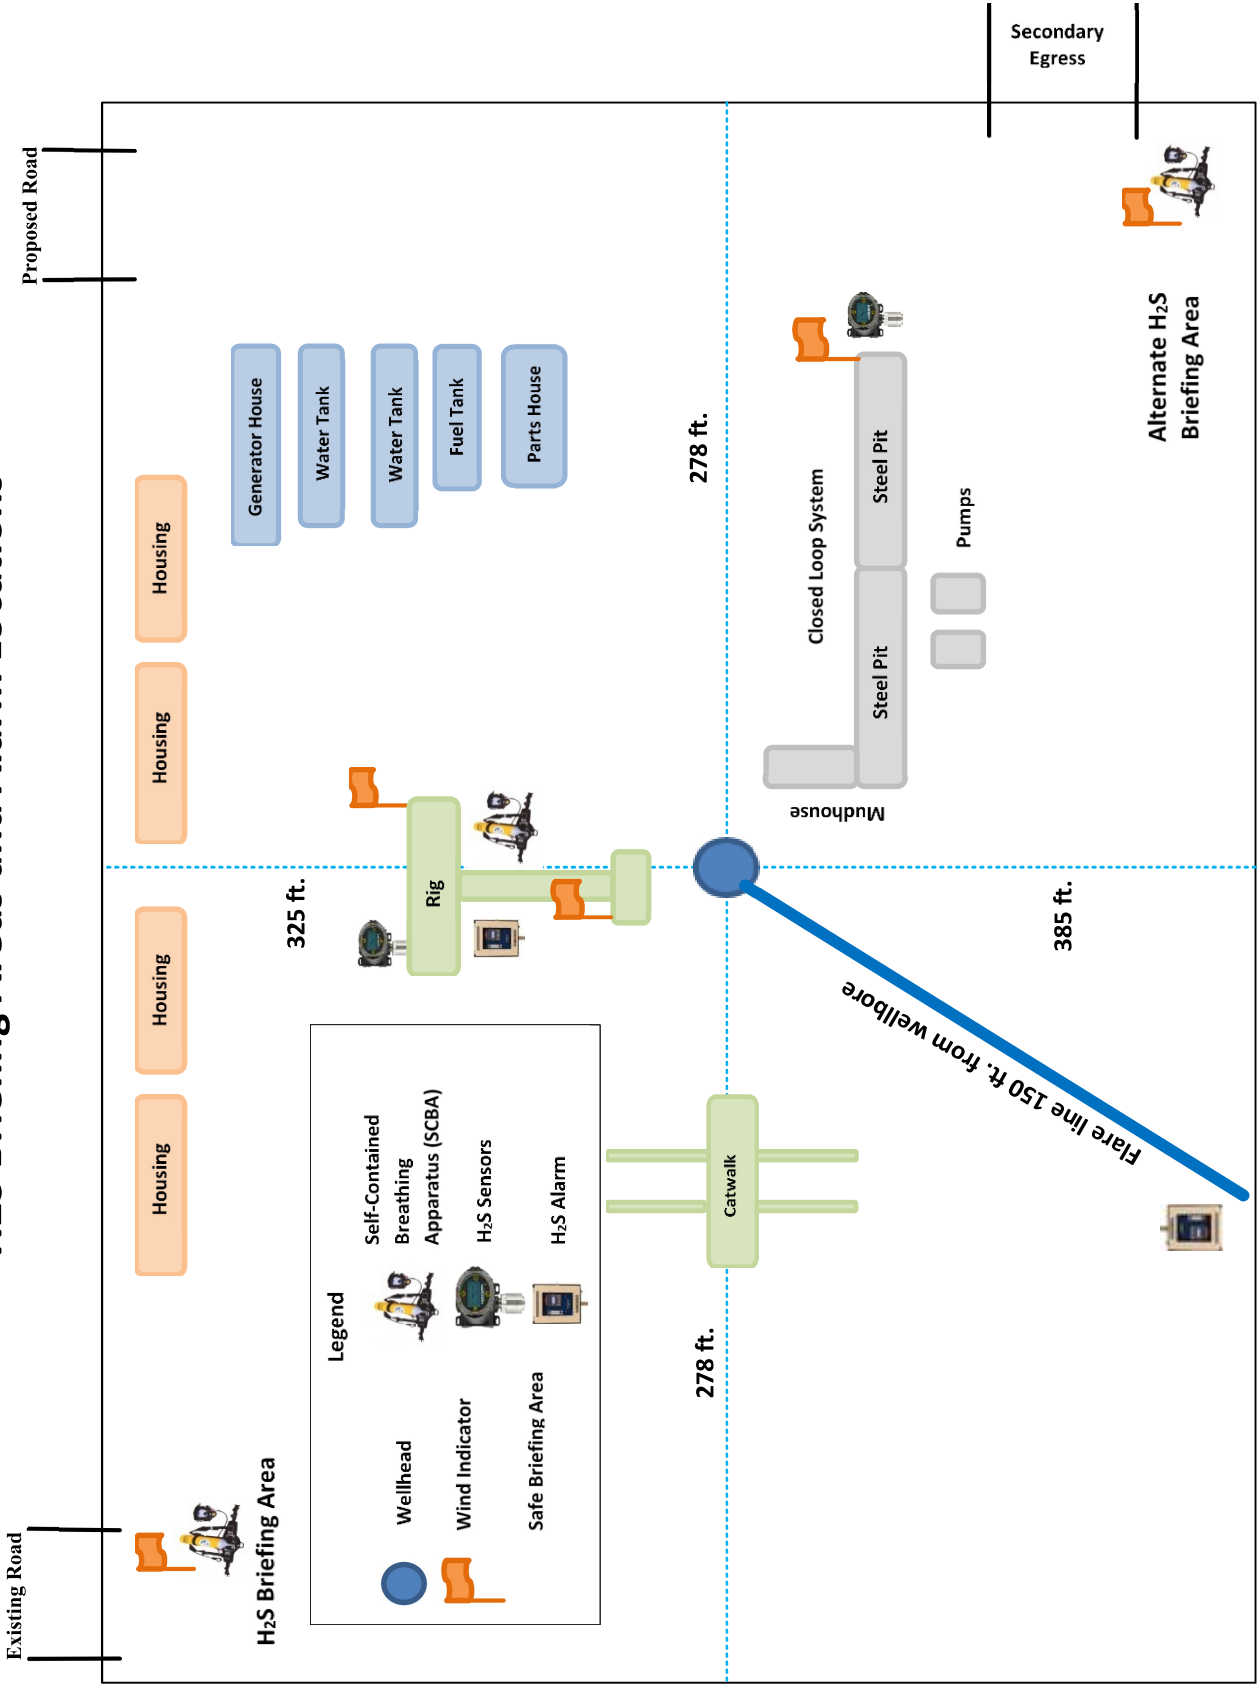 Secondary
Egress
Proposed Road
Existing Road
Housing
Housing
Housing
Housing
Generator House
Water Tank
Water Tank
Fuel Tank
Parts House
325 ft.
Rig
278 ft.
Closed Loop System
Steel Pit
Steel Pit
Pumps
Mudhouse
Alternate H₂S
Briefing Area
385 ft.
Flare line 150 ft. from wellbore
Catwalk
278 ft.
H₂S Briefing Area
Legend
Wellhead
Wind Indicator
Safe Briefing Area
Self-Contained
Breathing
Apparatus (SCBA)
H₂S Sensors
H₂S Alarm